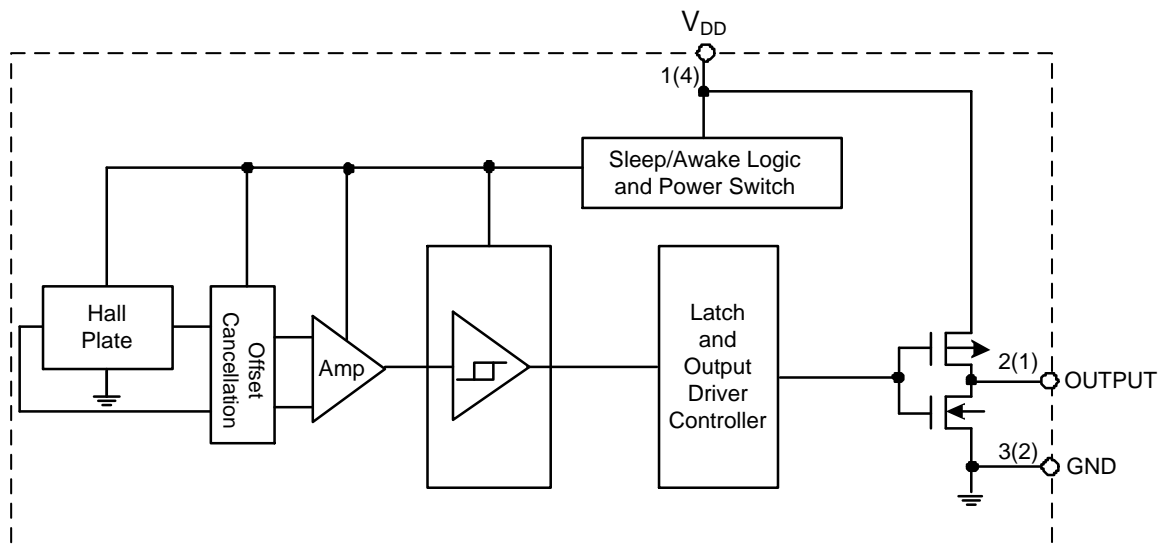 VDD
1(4)
Sleep/Awake Logic
and Power Switch
Hall
Plate
Offset
Cancellation
Amp
Latch
and
Output
Driver
Controller
2(1)
OUTPUT
3(2)
GND